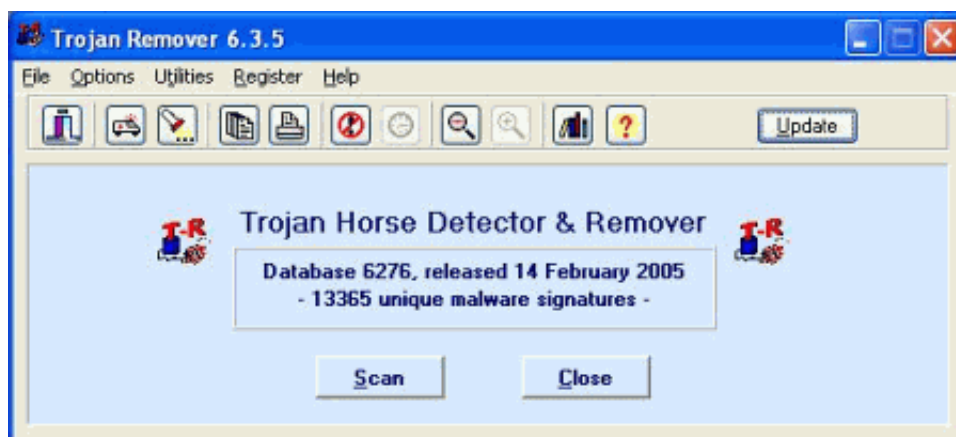 Trojan Remover 6.3.5
File Options Utilities Register Help
Update
T-R Trojan Horse Detector & Remover T-R
Database 6276, released 14 February 2005
- 13365 unique malware signatures -
Scan Close